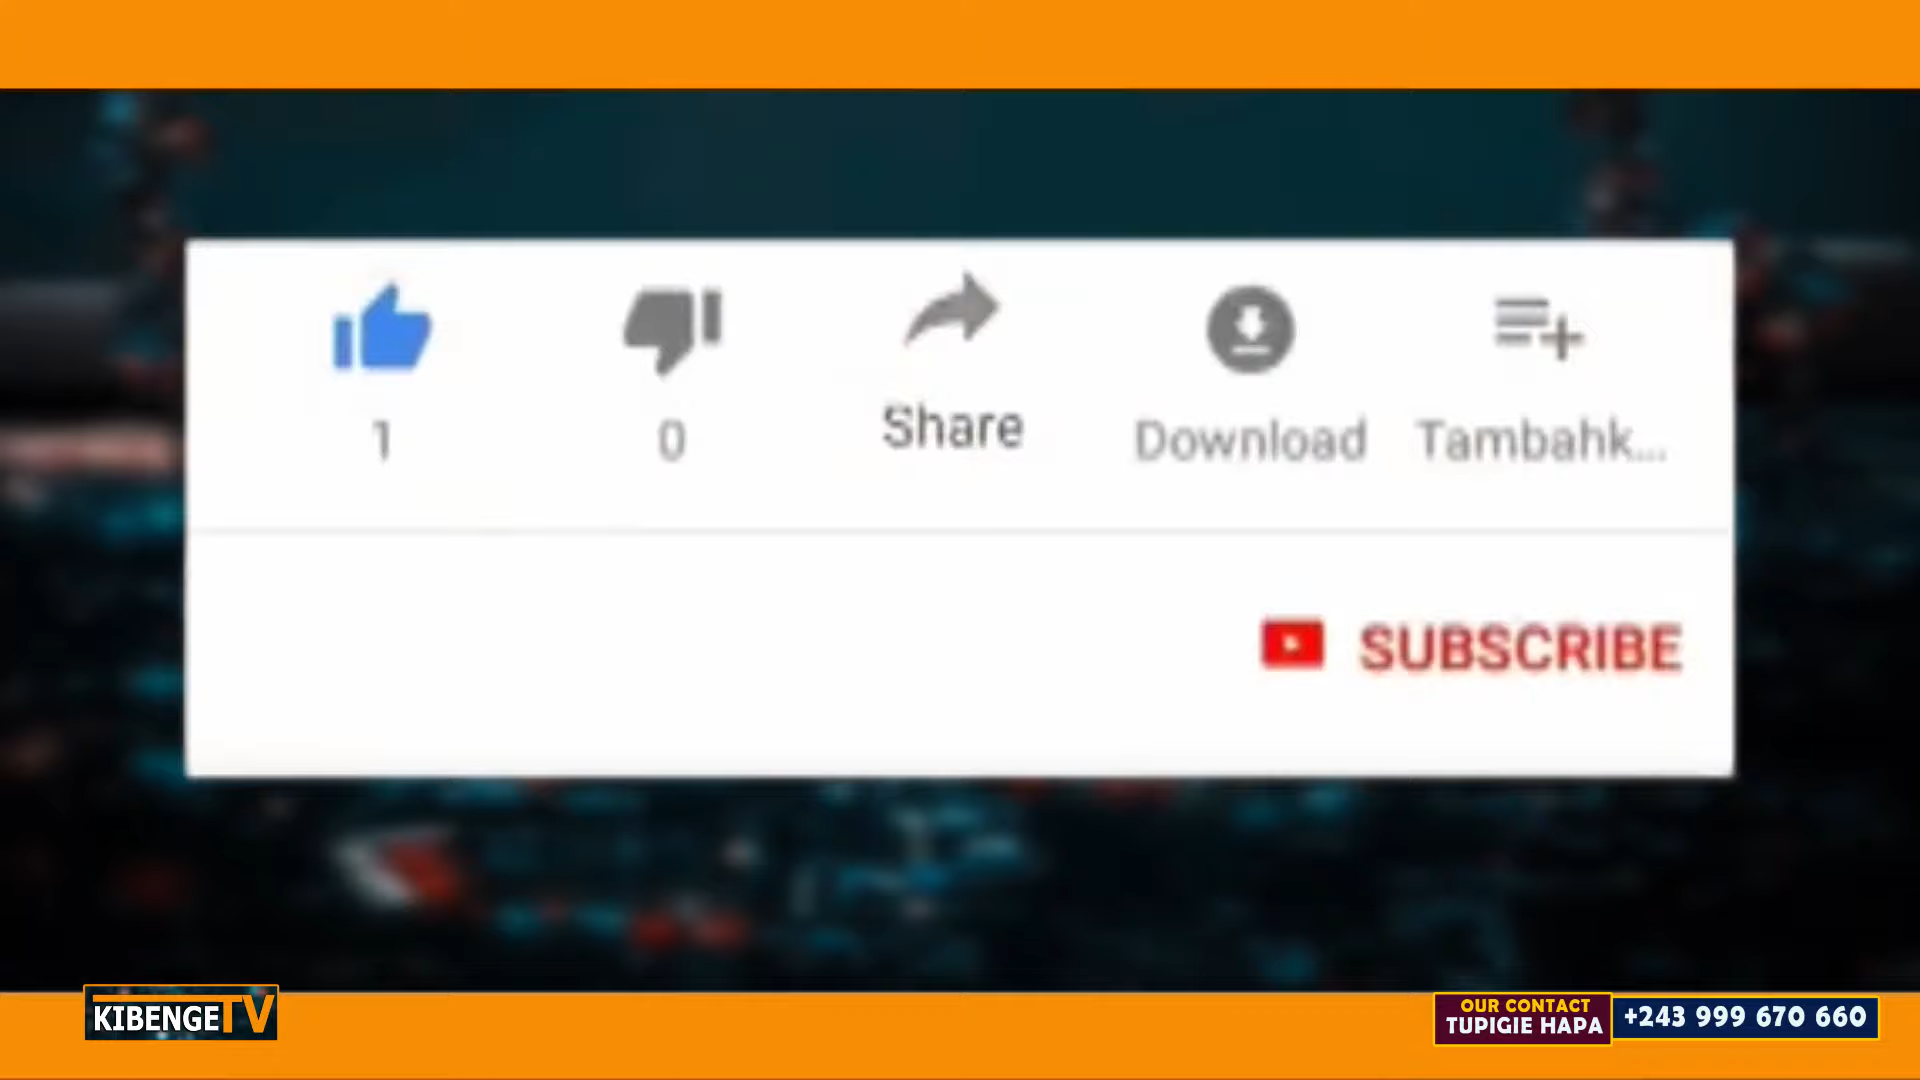 1
0
Share
Download
Tambahk...
SUBSCRIBE
KIBENGETV
OUR CONTACT
TUPIGIE HAPA
+243 999 670 660